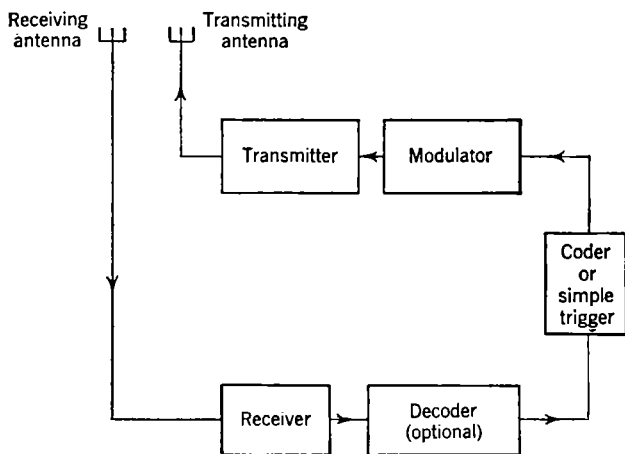 Receiving
antenna
Transmitting
antenna
Transmitter
Modulator
Coder
or
simple
trigger
Receiver
Decoder
(optional)